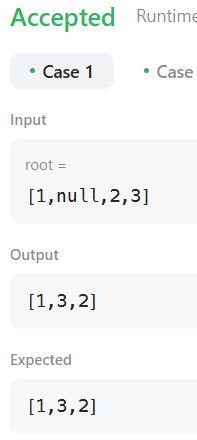 Accepted Runtime
Case 1 Case
Input
root =
[1,null,2,3]
Output
[1,3,2]
Expected
[1,3,2]